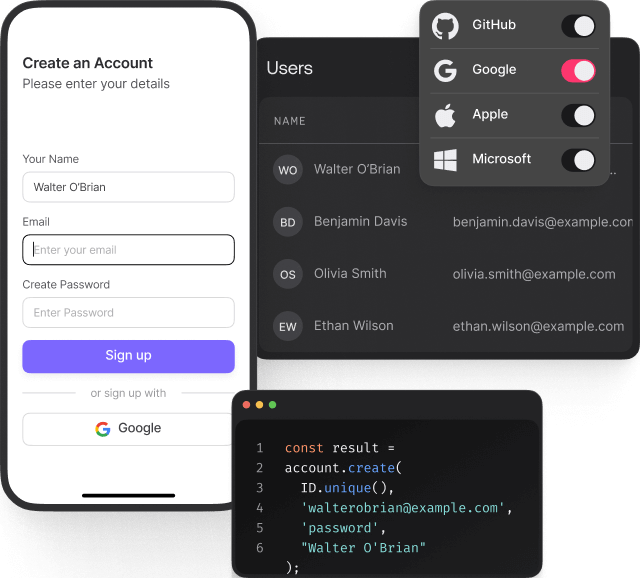 Create an Account
Please enter your details
Your Name
Walter O'Brian
Email
Enter your email
Create Password
Enter Password
Sign up
or sign up with
Google
Users
NAME
WO Walter O'Brian ...
BD Benjamin Davis benjamin.davis@example.com
OS Olivia Smith olivia.smith@example.com
EW Ethan Wilson ethan.wilson@example.com
GitHub
Google
Apple
Microsoft
1 const result =
2 account.create(
3 ID.unique(),
4 'walterobrian@example.com',
5 'password',
6 "Walter O'Brian"
);